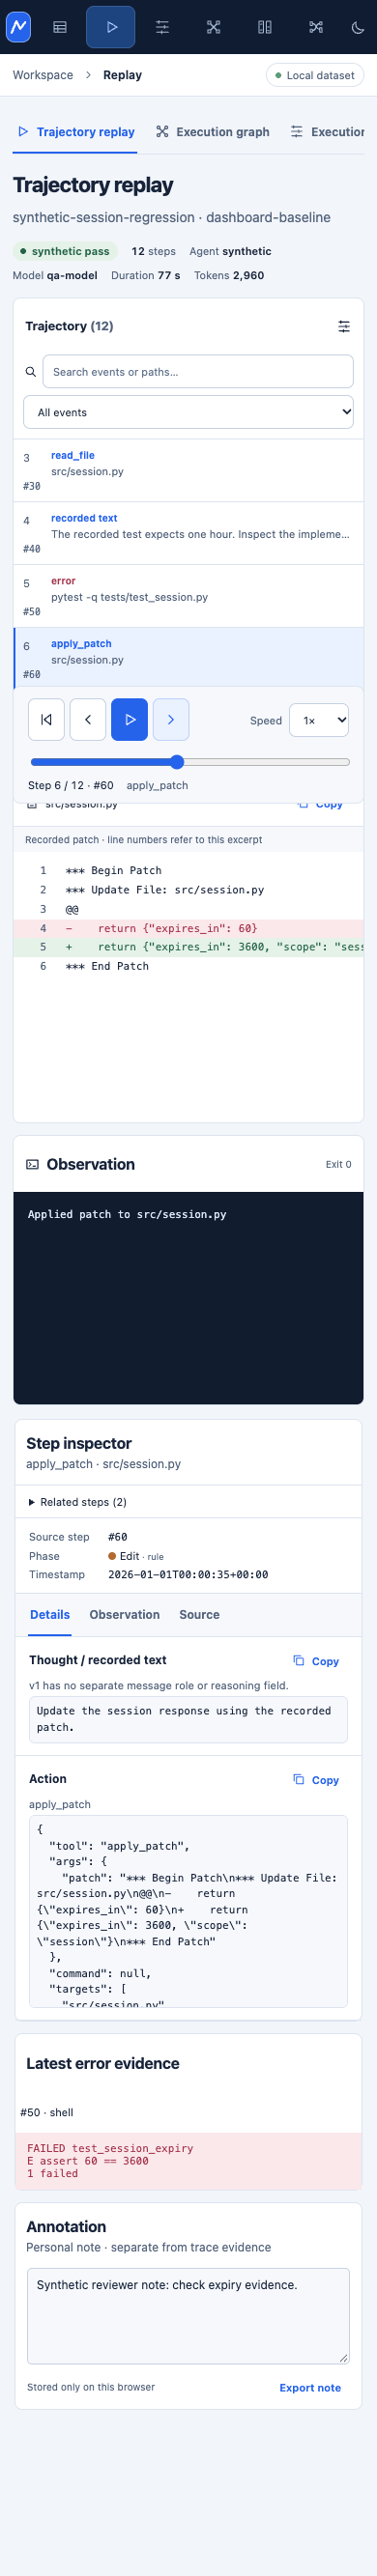 Workspace > Replay
Local dataset
Trajectory replay
Execution graph
Execution
Trajectory replay
synthetic-session-regression · dashboard-baseline
synthetic pass 12 steps Agent synthetic
Model qa-model Duration 77 s Tokens 2,960
Trajectory (12)
Search events or paths...
All events
3 read_file
src/session.py
#30
4 recorded text
The recorded test expects one hour. Inspect the impleme...
#40
5 error
pytest -q tests/test_session.py
#50
6 apply_patch
src/session.py
#60
Speed 1×
Step 6 / 12 · #60 apply_patch
src/session.py Copy
Recorded patch · line numbers refer to this excerpt
1 *** Begin Patch
2 *** Update File: src/session.py
3 @@
4 - return {"expires_in": 60}
5 + return {"expires_in": 3600, "scope": "sess
6 *** End Patch
Observation Exit 0
Applied patch to src/session.py
Step inspector
apply_patch · src/session.py
Related steps (2)
Source step #60
Phase Edit · rule
Timestamp 2026-01-01T00:00:35+00:00
Details Observation Source
Thought / recorded text Copy
v1 has no separate message role or reasoning field.
Update the session response using the recorded
patch.
Action Copy
apply_patch
{
"tool": "apply_patch",
"args": {
"patch": "*** Begin Patch\n*** Update File:
src/session.py\n@@\n- return
{\"expires_in\": 60}\n+ return
{\"expires_in\": 3600, \"scope\":
\"session\"}\n*** End Patch"
},
"command": null,
"targets": [
"src/session.py"
Latest error evidence
#50 · shell
FAILED test_session_expiry
E assert 60 == 3600
1 failed
Annotation
Personal note · separate from trace evidence
Synthetic reviewer note: check expiry evidence.
Stored only on this browser Export note